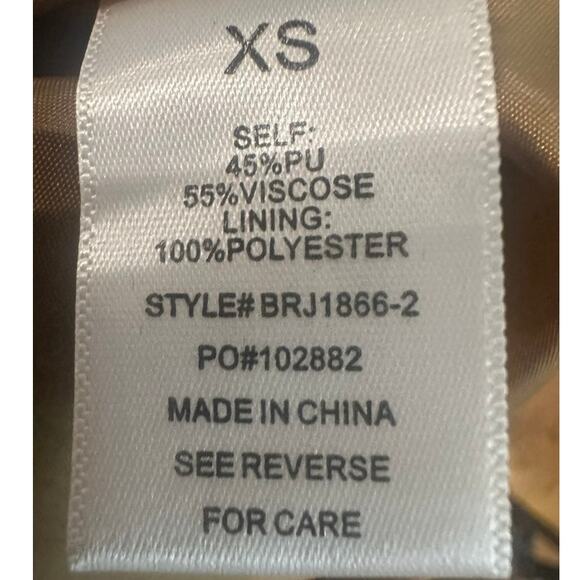 XS
SELF:
45%PU
55%VISCOSE
LINING:
100%POLYESTER
STYLE# BRJ1866-2
PO#102882
MADE IN CHINA
SEE REVERSE
FOR CARE